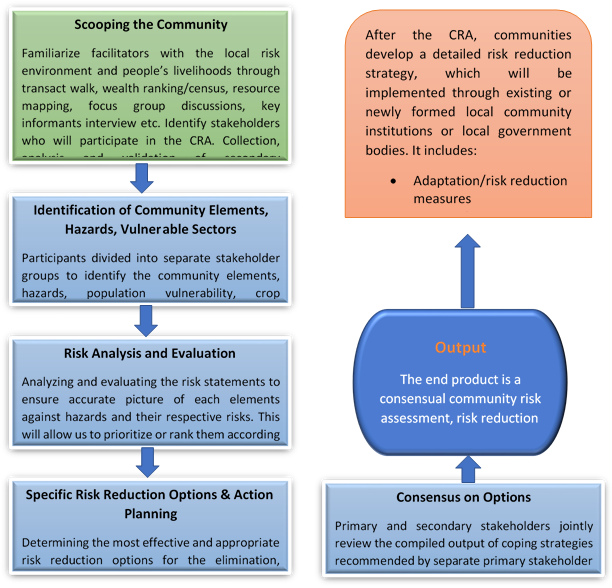 Scooping the Community
Familiarize facilitators with the local risk
environment and people's livelihoods through
transact walk, wealth ranking/census, resource
mapping, focus group discussions, key
informants interview etc. Identify stakeholders
who will participate in the CRA. Collection,
analysis and validation of secondary
Identification of Community Elements,
Hazards, Vulnerable Sectors
Participants divided into separate stakeholder
groups to identify the community elements,
hazards, population vulnerability, crop
Risk Analysis and Evaluation
Analyzing and evaluating the risk statements to
ensure accurate picture of each elements
against hazards and their respective risks. This
will allow us to prioritize or rank them according
Specific Risk Reduction Options & Action
Planning
Determining the most effective and appropriate
risk reduction options for the elimination,
Consensus on Options
Primary and secondary stakeholders jointly
review the compiled output of coping strategies
recommended by separate primary stakeholder
Output
The end product is a
consensual community risk
assessment, risk reduction
After the CRA, communities
develop a detailed risk reduction
strategy, which will be
implemented through existing or
newly formed local community
institutions or local government
bodies. It includes:
• Adaptation/risk reduction
measures